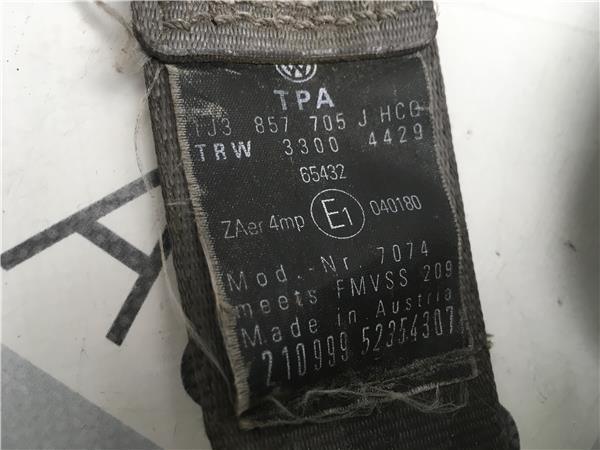 TPA
1J3 857 705 J HCG
TRW 3300 4429
65432
ZAer 4mp E1 040180
Mod.-Nr. 7074
meets FMVSS 209
Made in Austria
210999 52354307